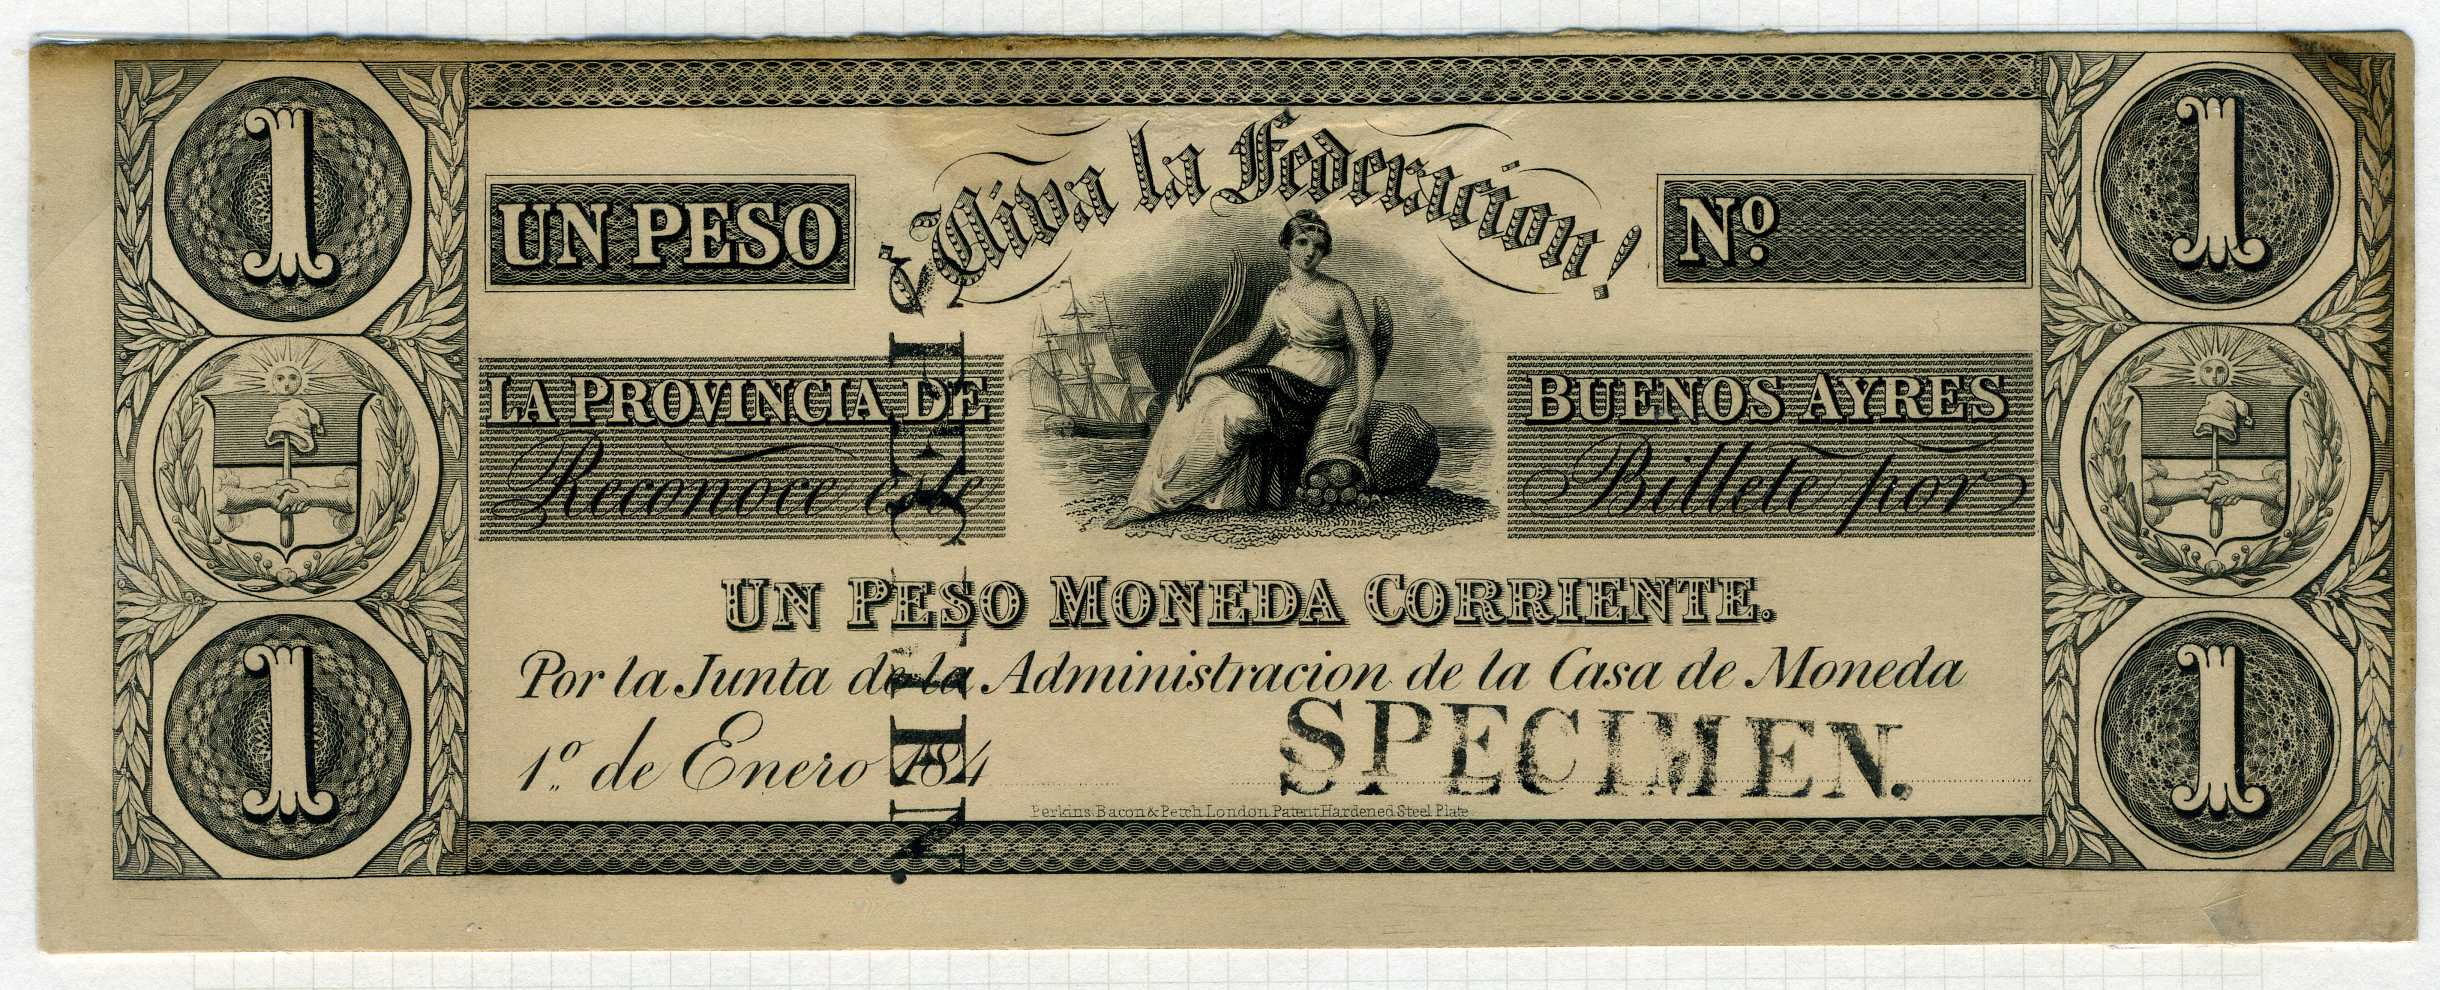 1
1
¡Viva la Federacion!
UN PESO
Nº
LA PROVINCIA DE
BUENOS AYRES
Reconoce este
Billete por
UN PESO MONEDA CORRIENTE.
Por la Junta de la Administracion de la Casa de Moneda
1º de Enero 184
SPECIMEN.
SPECIMEN.
Perkins Bacon & Petch London Patent Hardened Steel Plate
1
1